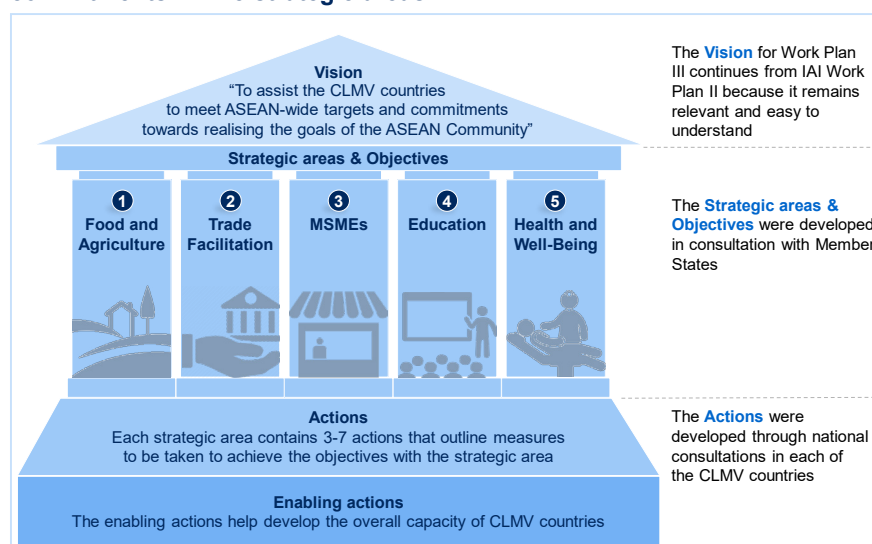 Vision
“To assist the CLMV countries
to meet ASEAN-wide targets and commitments
towards realising the goals of the ASEAN Community”
The Vision for Work Plan
III continues from IAI Work
Plan II because it remains
relevant and easy to
understand
Strategic areas & Objectives
1
Food and
Agriculture
2
Trade
Facilitation
3
MSMEs
4
Education
5
Health and
Well-Being
The Strategic areas &
Objectives were developed
in consultation with Member
States
Actions
Each strategic area contains 3-7 actions that outline measures
to be taken to achieve the objectives with the strategic area
The Actions were
developed through national
consultations in each of
the CLMV countries
Enabling actions
The enabling actions help develop the overall capacity of CLMV countries